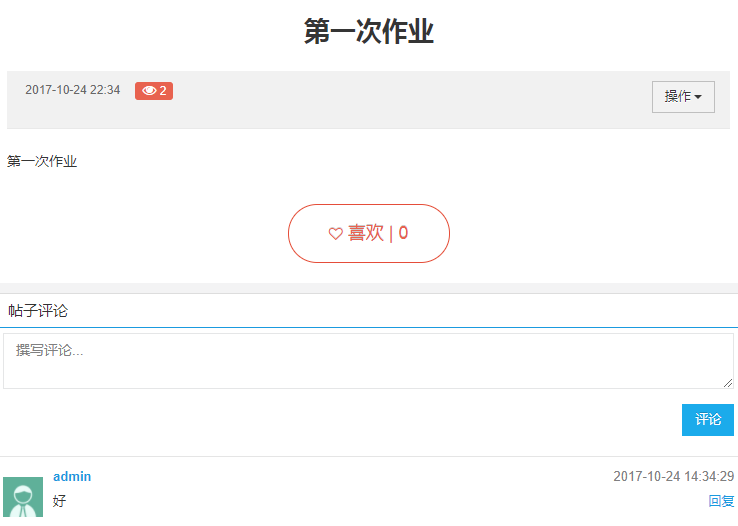 第一次作业
2017-10-24 22:34 2
操作
第一次作业
喜欢 | 0
帖子评论
撰写评论...
评论
admin 2017-10-24 14:34:29
好 回复